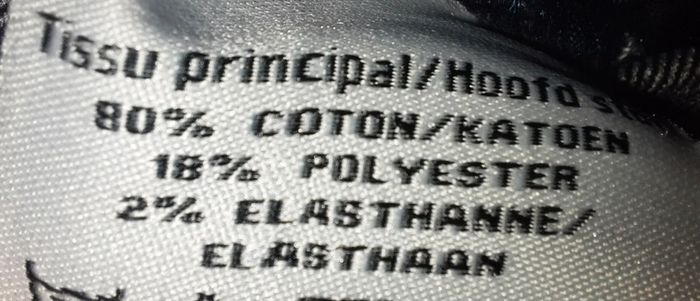 Tissu principal/Hoofd
80% COTON/KATOEN
18% POLYESTER
2% ELASTHANNE/
ELASTHAAN